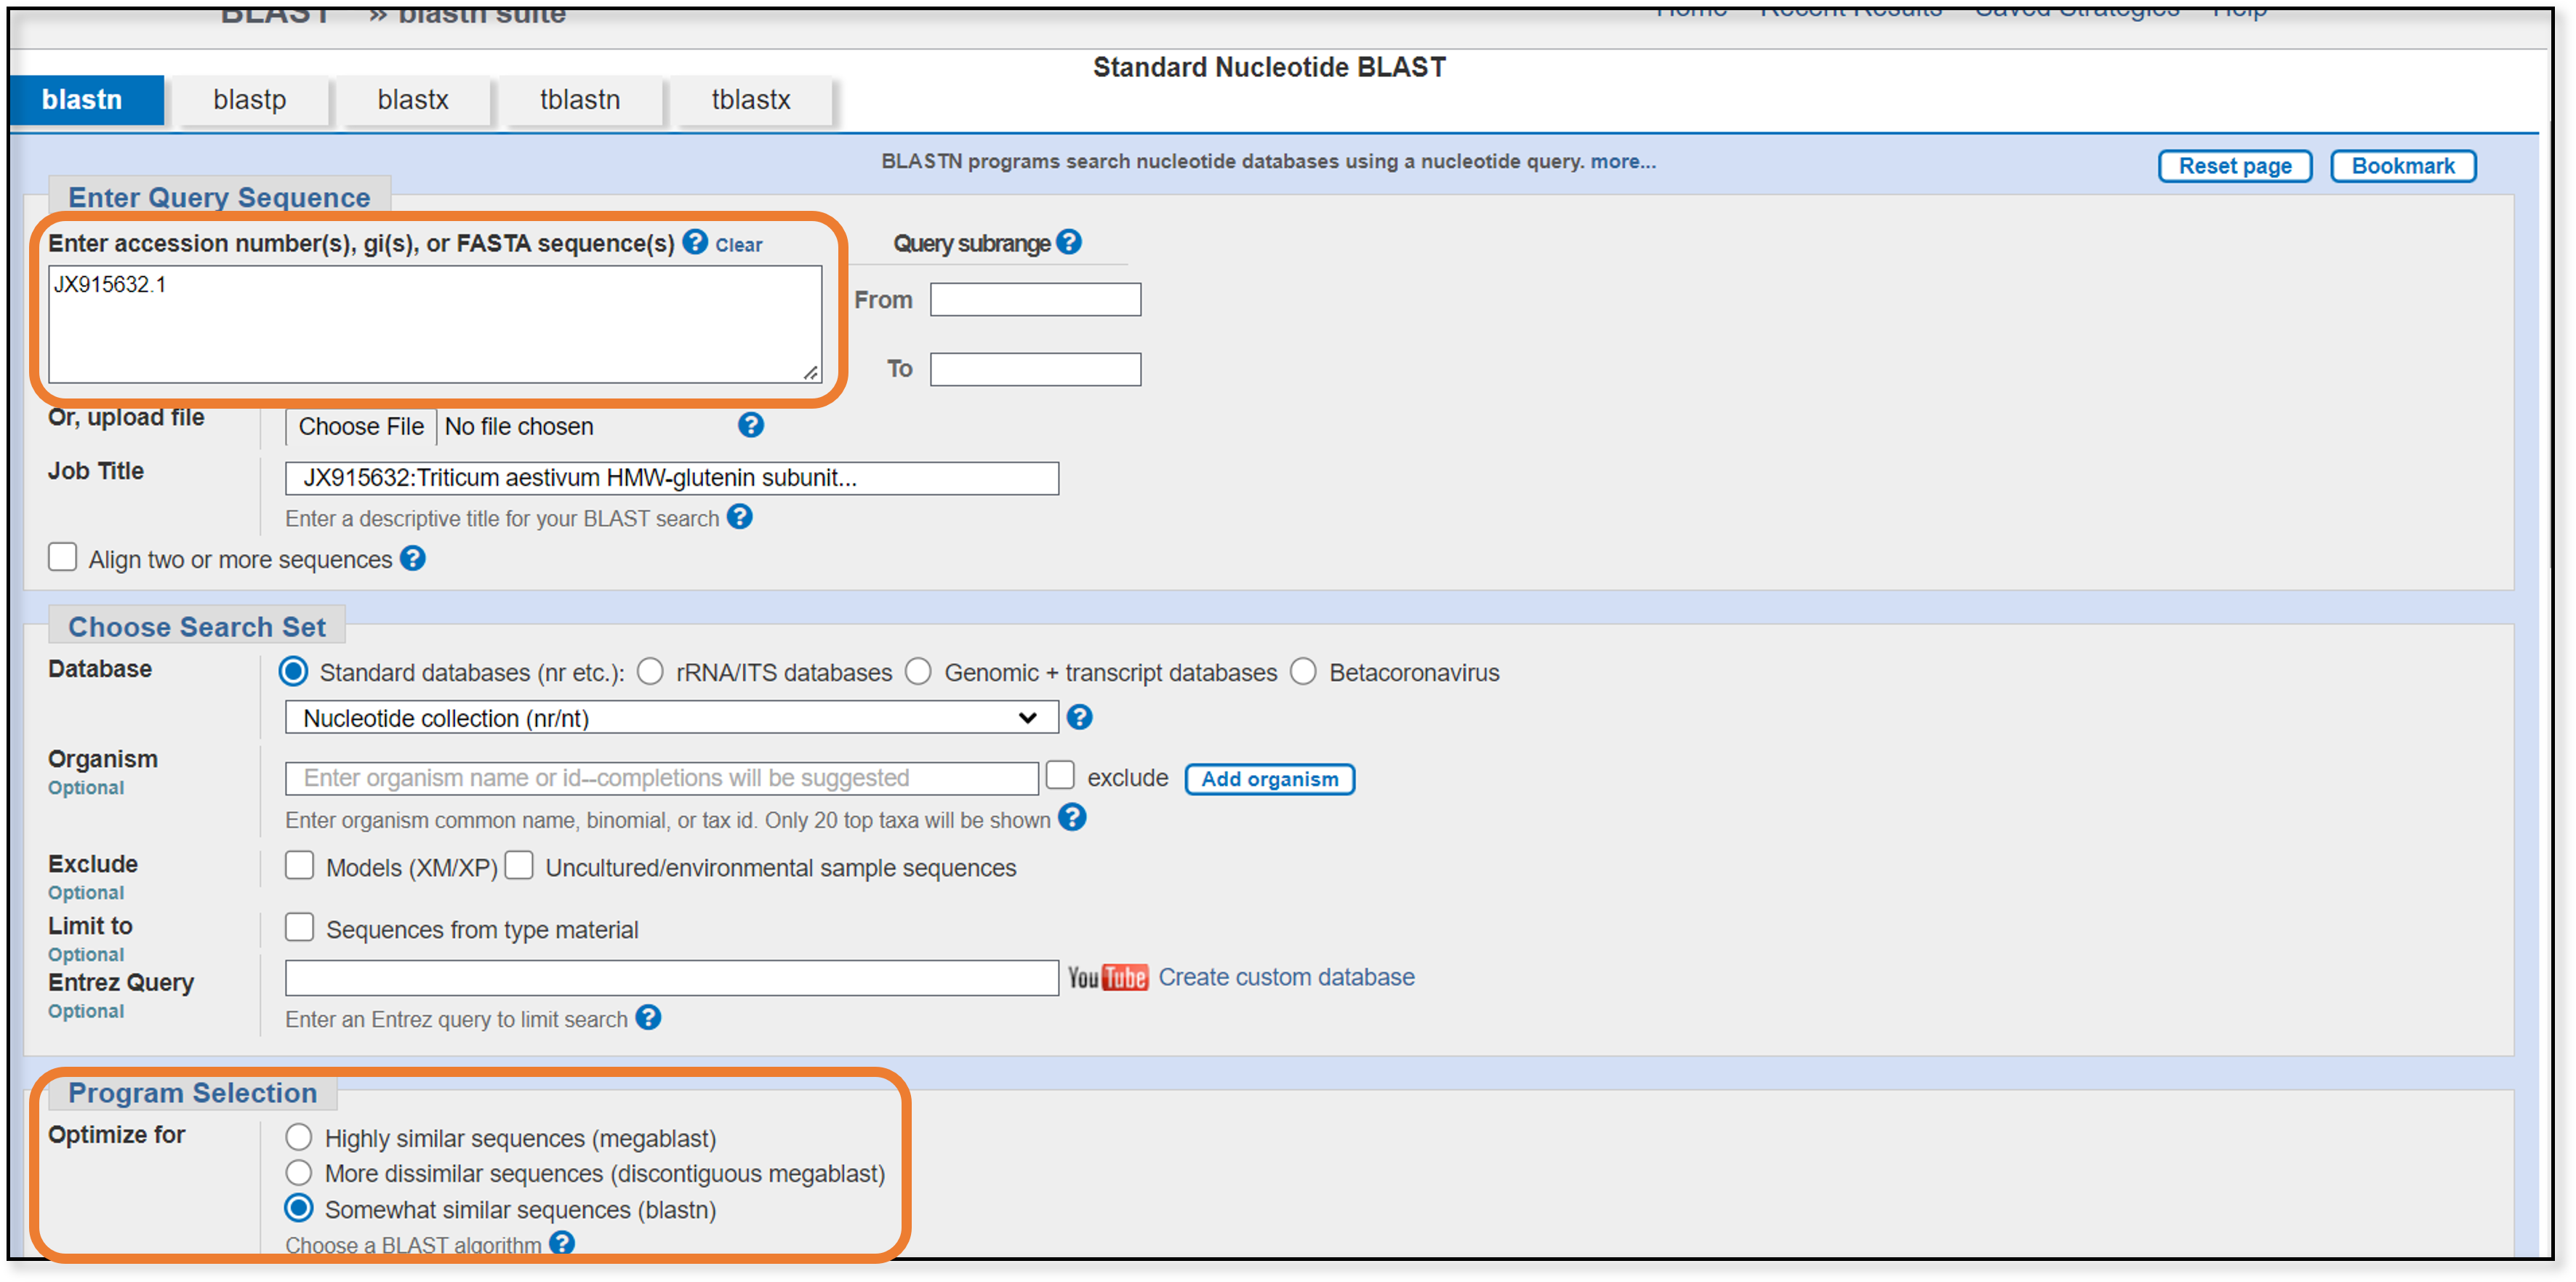 BLAST » blastn suite Home Recent Results Saved Strategies Help
Standard Nucleotide BLAST
blastn blastp blastx tblastn tblastx
BLASTN programs search nucleotide databases using a nucleotide query. more...
Reset page Bookmark
Enter Query Sequence
Enter accession number(s), gi(s), or FASTA sequence(s) ? Clear Query subrange ?
JX915632.1
From
To
Or, upload file Choose File No file chosen ?
Job Title JX915632:Triticum aestivum HMW-glutenin subunit...
Enter a descriptive title for your BLAST search ?
Align two or more sequences ?
Choose Search Set
Database Standard databases (nr etc.): rRNA/ITS databases Genomic + transcript databases Betacoronavirus
Nucleotide collection (nr/nt) ?
Organism
Optional
Enter organism name or id--completions will be suggested exclude Add organism
Enter organism common name, binomial, or tax id. Only 20 top taxa will be shown ?
Exclude Models (XM/XP) Uncultured/environmental sample sequences
Optional
Limit to Sequences from type material
Optional
Entrez Query YouTube Create custom database
Optional
Enter an Entrez query to limit search ?
Program Selection
Optimize for Highly similar sequences (megablast)
More dissimilar sequences (discontiguous megablast)
Somewhat similar sequences (blastn)
Choose a BLAST algorithm ?